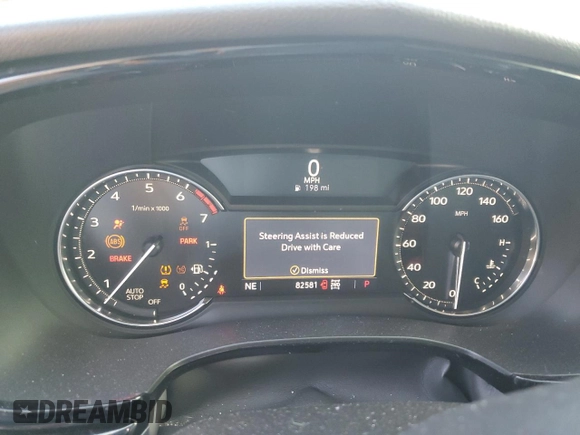 0
MPH
198 mi
1/min x 1000
1
2
3
4
5
6
7
OFF
ABS
BRAKE
PARK
AUTO
STOP
OFF
1
0
Steering Assist is Reduced
Drive with Care
Dismiss
NE
82581
P
0
20
40
60
80
100
120
140
160
MPH
H
C
DREAMBID